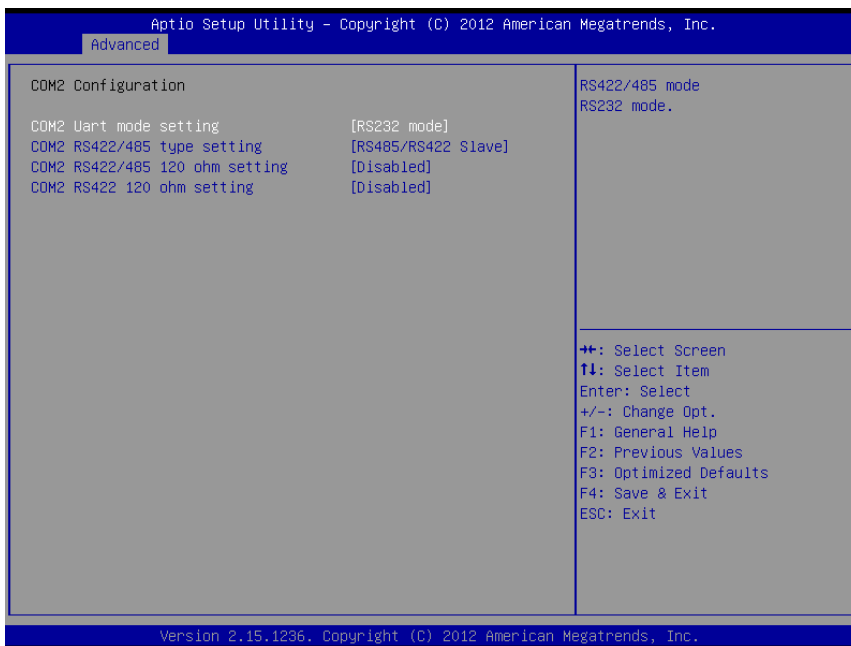 Aptio Setup Utility – Copyright (C) 2012 American Megatrends, Inc.
Advanced
COM2 Configuration
COM2 Uart mode setting [RS232 mode]
COM2 RS422/485 type setting [RS485/RS422 Slave]
COM2 RS422/485 120 ohm setting [Disabled]
COM2 RS422 120 ohm setting [Disabled]
RS422/485 mode
RS232 mode.
→←: Select Screen
↑↓: Select Item
Enter: Select
+/-: Change Opt.
F1: General Help
F2: Previous Values
F3: Optimized Defaults
F4: Save & Exit
ESC: Exit
Version 2.15.1236. Copyright (C) 2012 American Megatrends, Inc.